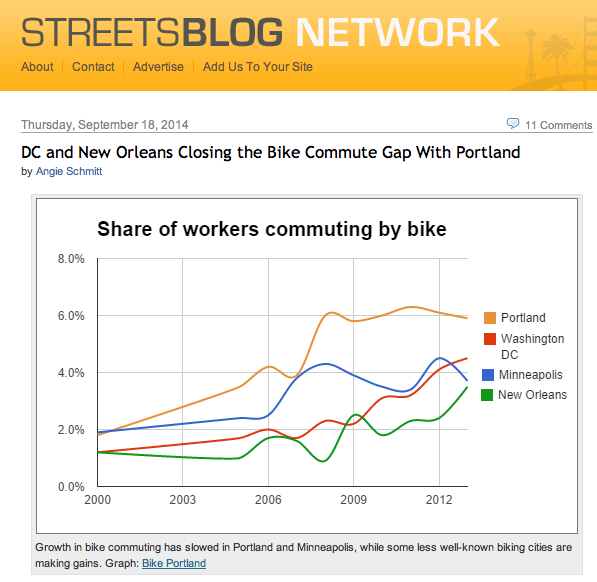 STREETSBLOG NETWORK
About Contact Advertise Add Us To Your Site
Thursday, September 18, 2014
11 Comments
DC and New Orleans Closing the Bike Commute Gap With Portland
by Angie Schmitt
Share of workers commuting by bike
8.0%
6.0%
4.0%
2.0%
0.0%
2000 2003 2006 2009 2012
Portland
Washington
DC
Minneapolis
New Orleans
Growth in bike commuting has slowed in Portland and Minneapolis, while some less well-known biking cities are
making gains. Graph: Bike Portland